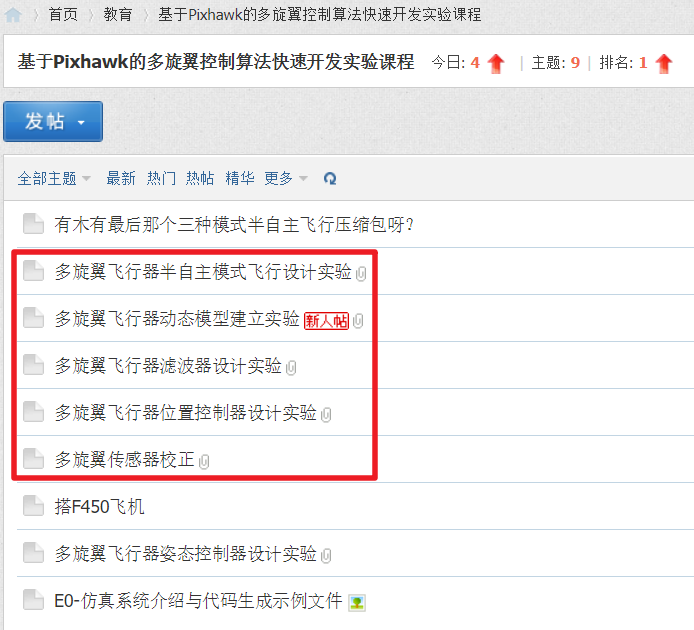 首页 〉 教育 〉 基于Pixhawk的多旋翼控制算法快速开发实验课程
基于Pixhawk的多旋翼控制算法快速开发实验课程 今日: 4 | 主题: 9 | 排名: 1
发帖
全部主题 最新 热门 热帖 精华 更多
有木有最后那个三种模式半自主飞行压缩包呀?
多旋翼飞行器半自主模式飞行设计实验
多旋翼飞行器动态模型建立实验 新人帖
多旋翼飞行器滤波器设计实验
多旋翼飞行器位置控制器设计实验
多旋翼传感器校正
搭F450飞机
多旋翼飞行器姿态控制器设计实验
E0-仿真系统介绍与代码生成示例文件